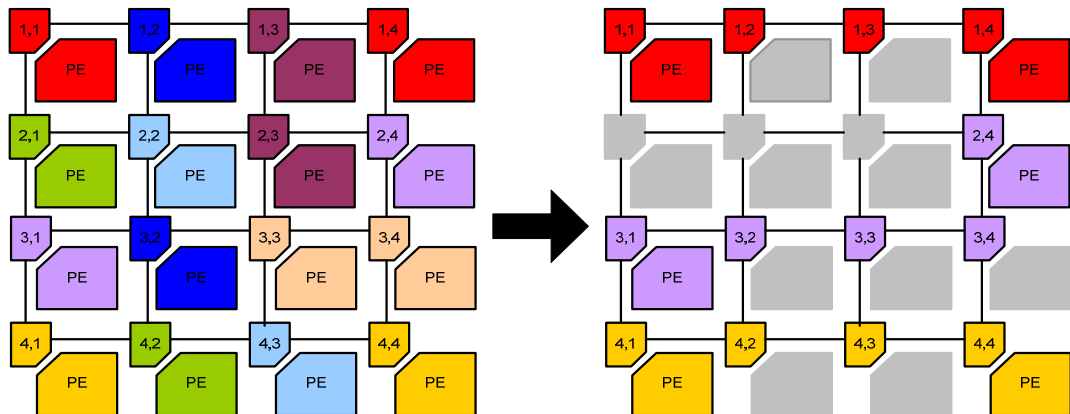 1,1 1,2 1,3 1,4 1,1 1,2 1,3 1,4
PE PE PE PE PE PE
2,1 2,2 2,3 2,4 2,4
PE PE PE PE PE
3,1 3,2 3,3 3,4 3,1 3,2 3,3 3,4
PE PE PE PE PE
4,1 4,2 4,3 4,4 4,1 4,2 4,3 4,4
PE PE PE PE PE PE